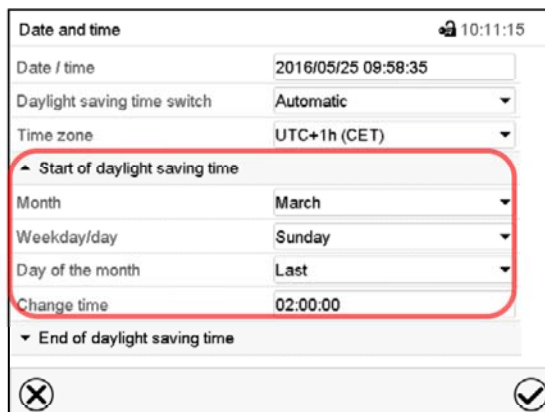 Date and time 10:11:15
Date / time 2016/05/25 09:58:35
Daylight saving time switch Automatic
Time zone UTC+1h (CET)
Start of daylight saving time
Month March
Weekday/day Sunday
Day of the month Last
Change time 02:00:00
End of daylight saving time